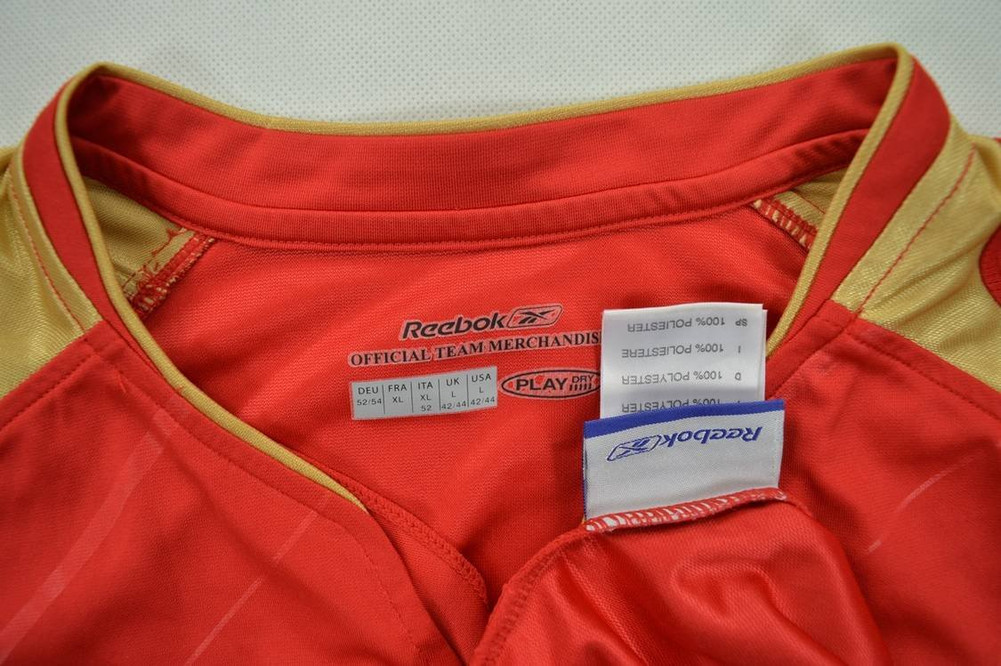 Reebok
OFFICIAL TEAM MERCHANDIS
DEU FRA ITA UK USA
52/54 XL XL L L
52 42/44 42/44
PLAY DRY
SP 100% POLIESTER
I 100% POLIESTERE
D 100% POLYESTER
100% POLYESTER
Reebok